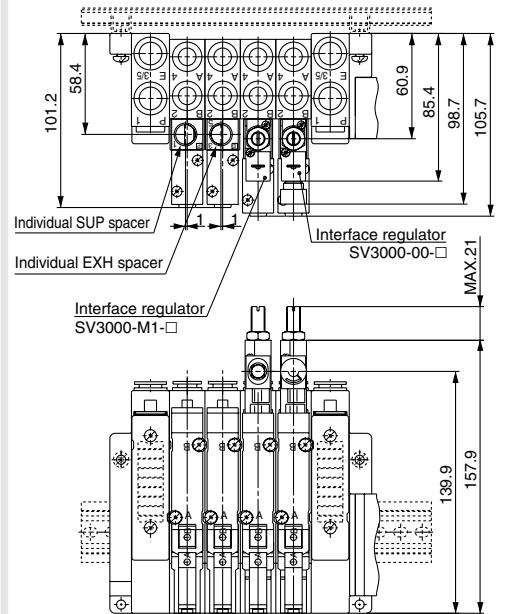 101.2
58.4
60.9
85.4
98.7
105.7
E
3/5
4
A
4
A
4
A
4
A
E
3/5
P
1
2
B
2
B
2
B
2
B
P
1
1
1
Individual SUP spacer
Individual EXH spacer
Interface regulator
SV3000-00-□
Interface regulator
SV3000-M1-□
MAX.21
139.9
157.9
B
B
B
B
A
A
A
A